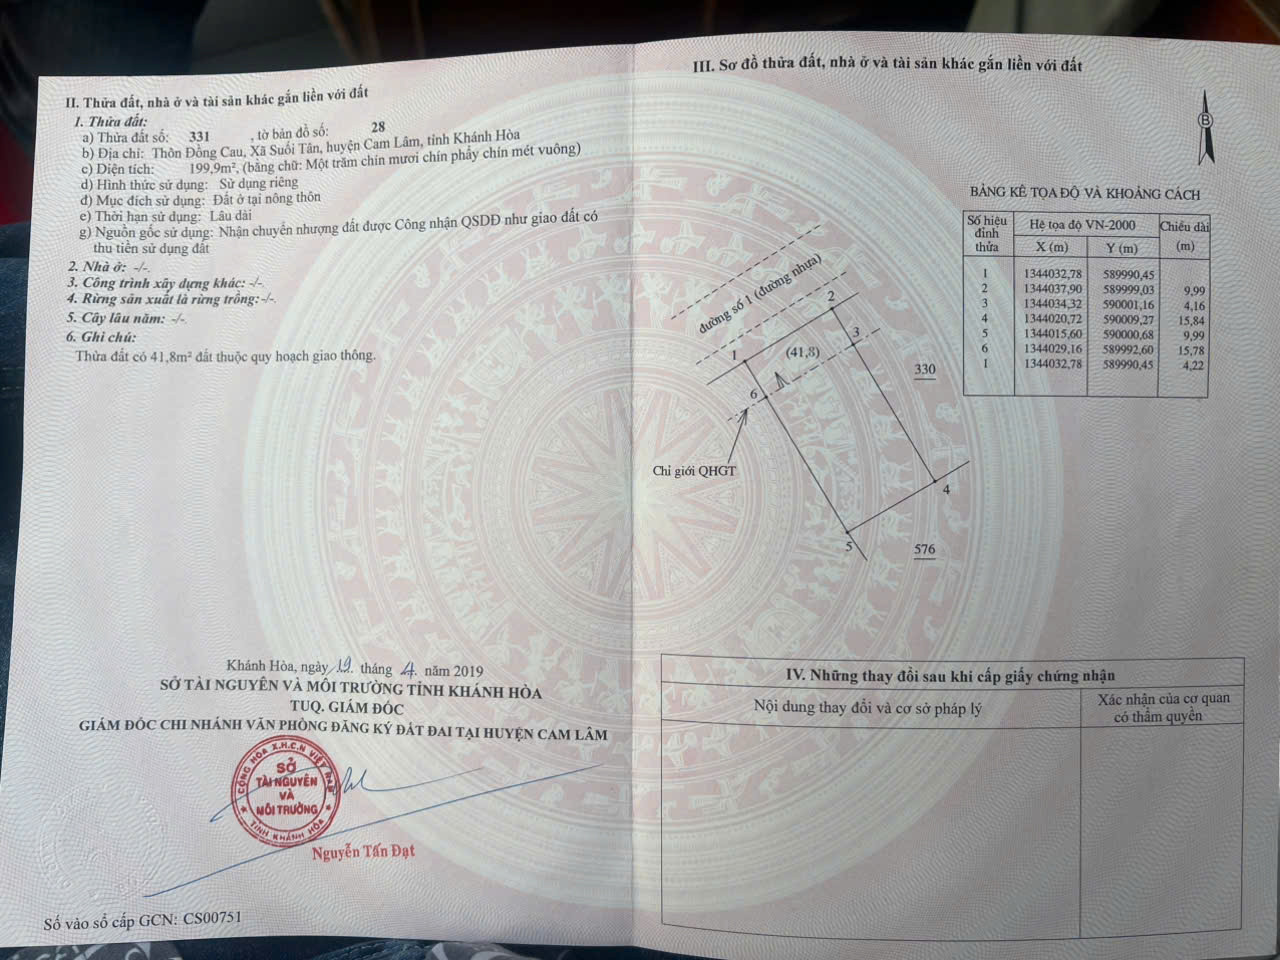 II. Thửa đất, nhà ở và tài sản khác gắn liền với đất
1. Thửa đất:
a) Thửa đất số: 331 , tờ bản đồ số: 28
b) Địa chỉ: Thôn Đồng Cau, Xã Suối Tân, huyện Cam Lâm, tỉnh Khánh Hòa
c) Diện tích: 199,9m², (bằng chữ: Một trăm chín mươi chín phẩy chín mét vuông)
d) Hình thức sử dụng: Sử dụng riêng
đ) Mục đích sử dụng: Đất ở tại nông thôn
e) Thời hạn sử dụng: Lâu dài
g) Nguồn gốc sử dụng: Nhận chuyển nhượng đất được Công nhận QSDĐ như giao đất có
thu tiền sử dụng đất
2. Nhà ở: -/-.
3. Công trình xây dựng khác: -/-.
4. Rừng sản xuất là rừng trồng: -/-.
5. Cây lâu năm: -/-.
6. Ghi chú:
Thửa đất có 41,8m² đất thuộc quy hoạch giao thông.
Khánh Hòa, ngày 19 tháng 4 năm 2019
SỞ TÀI NGUYÊN VÀ MÔI TRƯỜNG TỈNH KHÁNH HÒA
TUQ. GIÁM ĐỐC
GIÁM ĐỐC CHI NHÁNH VĂN PHÒNG ĐĂNG KÝ ĐẤT ĐAI TẠI HUYỆN CAM LÂM
CỘNG HÒA X.H.C.N VIỆT NAM
SỞ
TÀI NGUYÊN
VÀ
MÔI TRƯỜNG
TỈNH KHÁNH HÒA
Nguyễn Tấn Đạt
Số vào sổ cấp GCN: CS00751
III. Sơ đồ thửa đất, nhà ở và tài sản khác gắn liền với đất
B
BẢNG KÊ TỌA ĐỘ VÀ KHOẢNG CÁCH
Số hiệu đỉnh thửa Hệ tọa độ VN-2000 Chiều dài (m)
X (m) Y (m)
1 1344032,78 589990,45
2 1344037,90 589999,03 9,99
3 1344034,32 590001,16 4,16
4 1344020,72 590009,27 15,84
5 1344015,60 590000,68 9,99
6 1344029,16 589992,60 15,78
1 1344032,78 589990,45 4,22
đường số 1 (đường nhựa)
2
3
1
(41,8)
330
6
Chỉ giới QHGT
4
5
576
IV. Những thay đổi sau khi cấp giấy chứng nhận
Nội dung thay đổi và cơ sở pháp lý
Xác nhận của cơ quan
có thẩm quyền